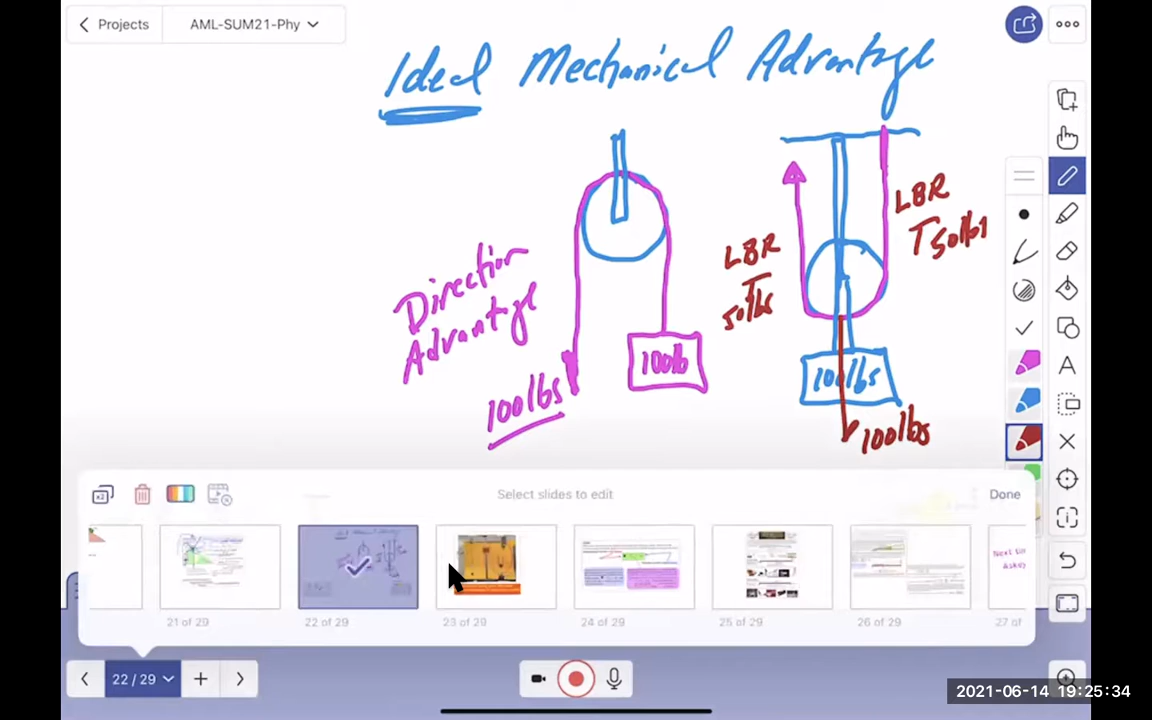 Projects
AML-SUM21-Phy
Ideal Mechanical Advantage
Direction
Advantage
100lbs
100lb
LBR
T
50lbs
LBR
T 50lbs
100lbs
100lbs
Select slides to edit
Done
21 of 29
22 of 29
23 of 29
24 of 29
25 of 29
26 of 29
27 of
22 / 29
2021-06-14 19:25:34